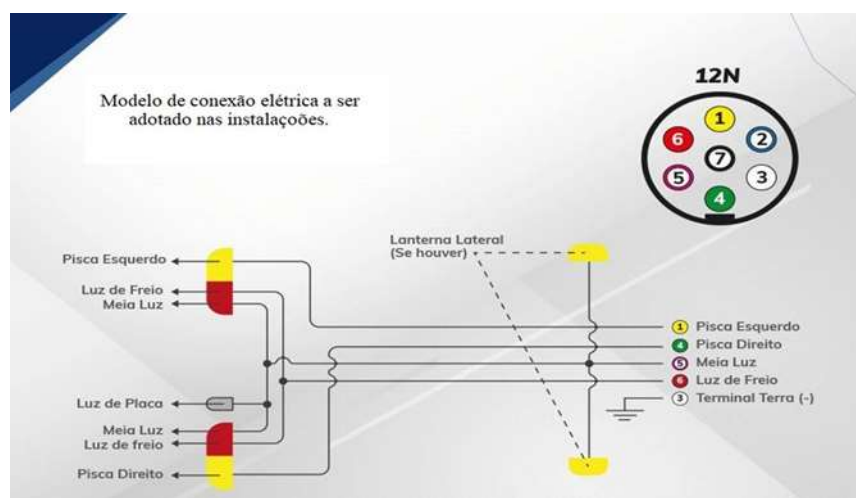 Modelo de conexão elétrica a ser
adotado nas instalaçoões.
12N
1
6
2
7
5
3
4
Lanterna Lateral
(Se houver)
Pisca Esquerdo
Luz de Freio
Meia Luz
Luz de Placa
Meia Luz
Luz de freio
Pisca Direito
1 Pisca Esquerdo
4 Pisca Direito
5 Meia Luz
6 Luz de Freio
3 Terminal Terra (-)